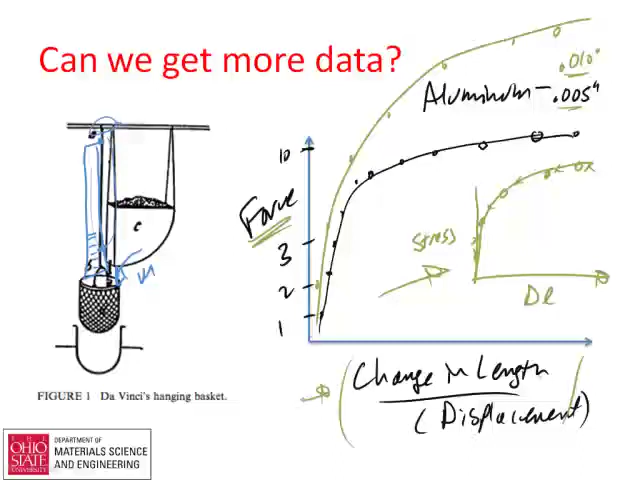 Can we get more data?
.010"
Aluminum - .005"
10
Force
3
2
1
Stress
Δl
Change in Length
(Displacement)
C
FIGURE 1 Da Vinci's hanging basket.
THE
OHIO
STATE
UNIVERSITY
DEPARTMENT OF
MATERIALS SCIENCE
AND ENGINEERING